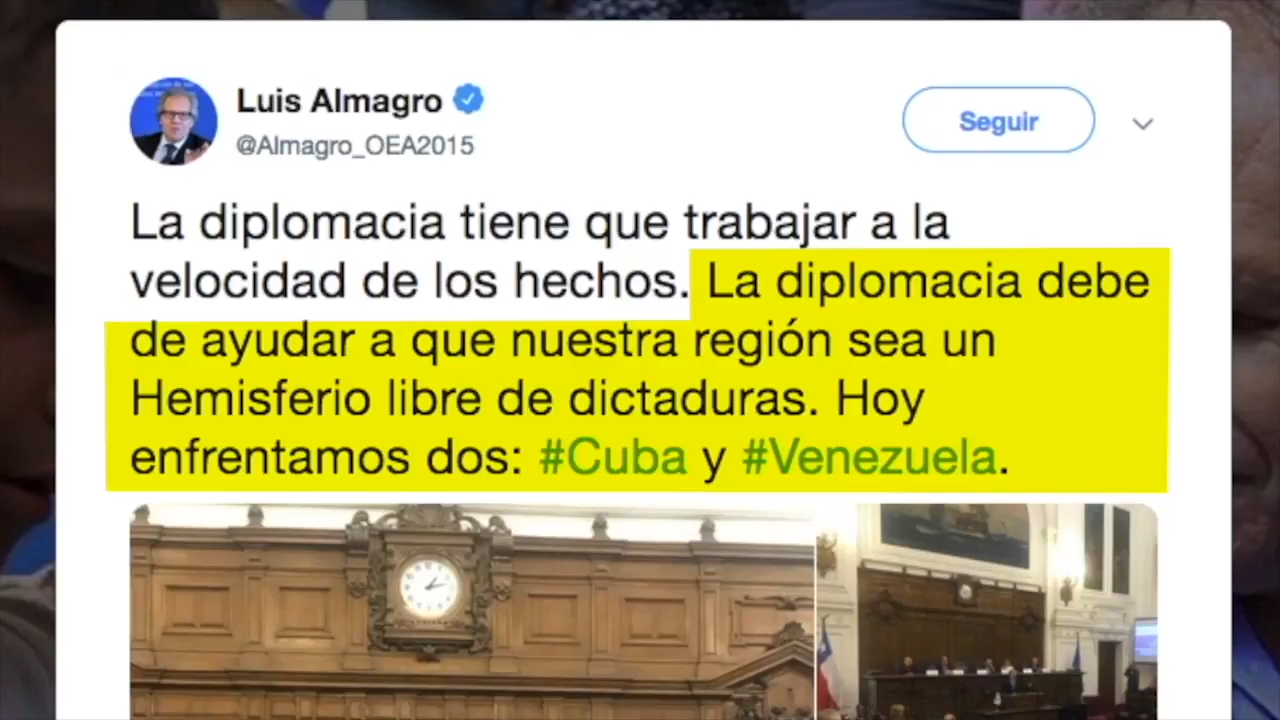 Luis Almagro
@Almagro_OEA2015
Seguir
La diplomacia tiene que trabajar a la
velocidad de los hechos. La diplomacia debe
de ayudar a que nuestra región sea un
Hemisferio libre de dictaduras. Hoy
enfrentamos dos: #Cuba y #Venezuela.